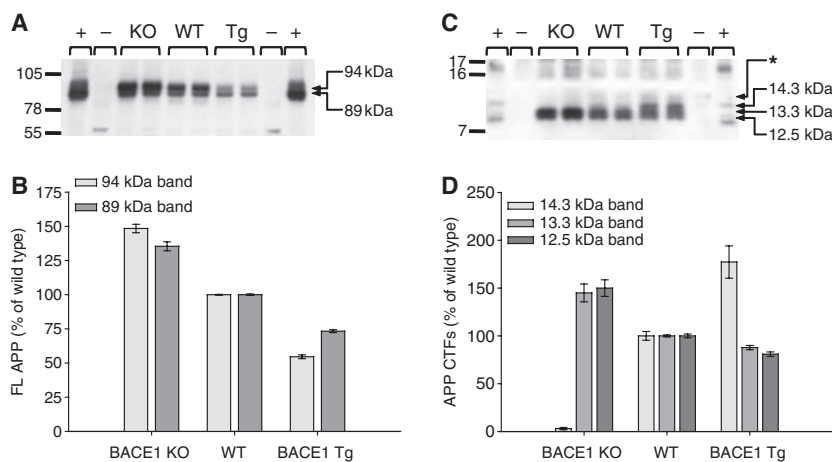 A
+ – KO WT Tg – +
105
78
55
94 kDa
89 kDa
B
94 kDa band
89 kDa band
FL APP (% of wild type)
175
150
125
100
75
50
25
0
BACE1 KO WT BACE1 Tg
C
+ – KO WT Tg – +
17
16
7
*
14.3 kDa
13.3 kDa
12.5 kDa
D
14.3 kDa band
13.3 kDa band
12.5 kDa band
APP CTFs (% of wild type)
250
200
150
100
50
0
BACE1 KO WT BACE1 Tg